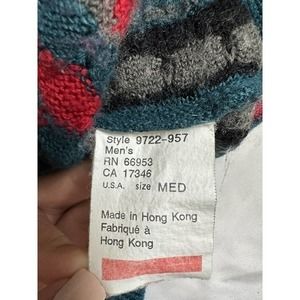 Style 9722-957
Men's
RN 66953
CA 17346
U.S.A. size MED
Made in Hong Kong
Fabriqué à
Hong Kong